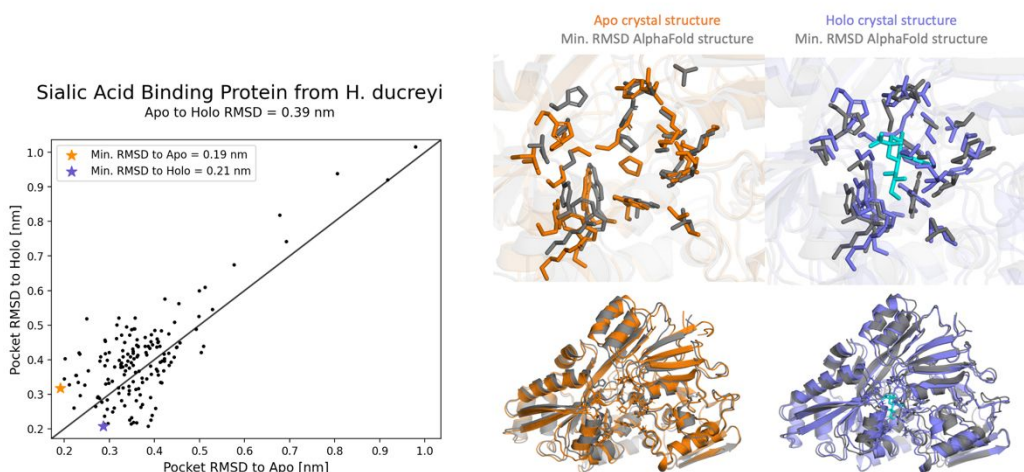 Apo crystal structure
Min. RMSD AlphaFold structure
Holo crystal structure
Min. RMSD AlphaFold structure
Sialic Acid Binding Protein from H. ducreyi
Apo to Holo RMSD = 0.39 nm
Min. RMSD to Apo = 0.19 nm
Min. RMSD to Holo = 0.21 nm
Pocket RMSD to Holo [nm]
1.0
0.9
0.8
0.7
0.6
0.5
0.4
0.3
0.2
0.2 0.3 0.4 0.5 0.6 0.7 0.8 0.9 1.0
Pocket RMSD to Apo [nm]